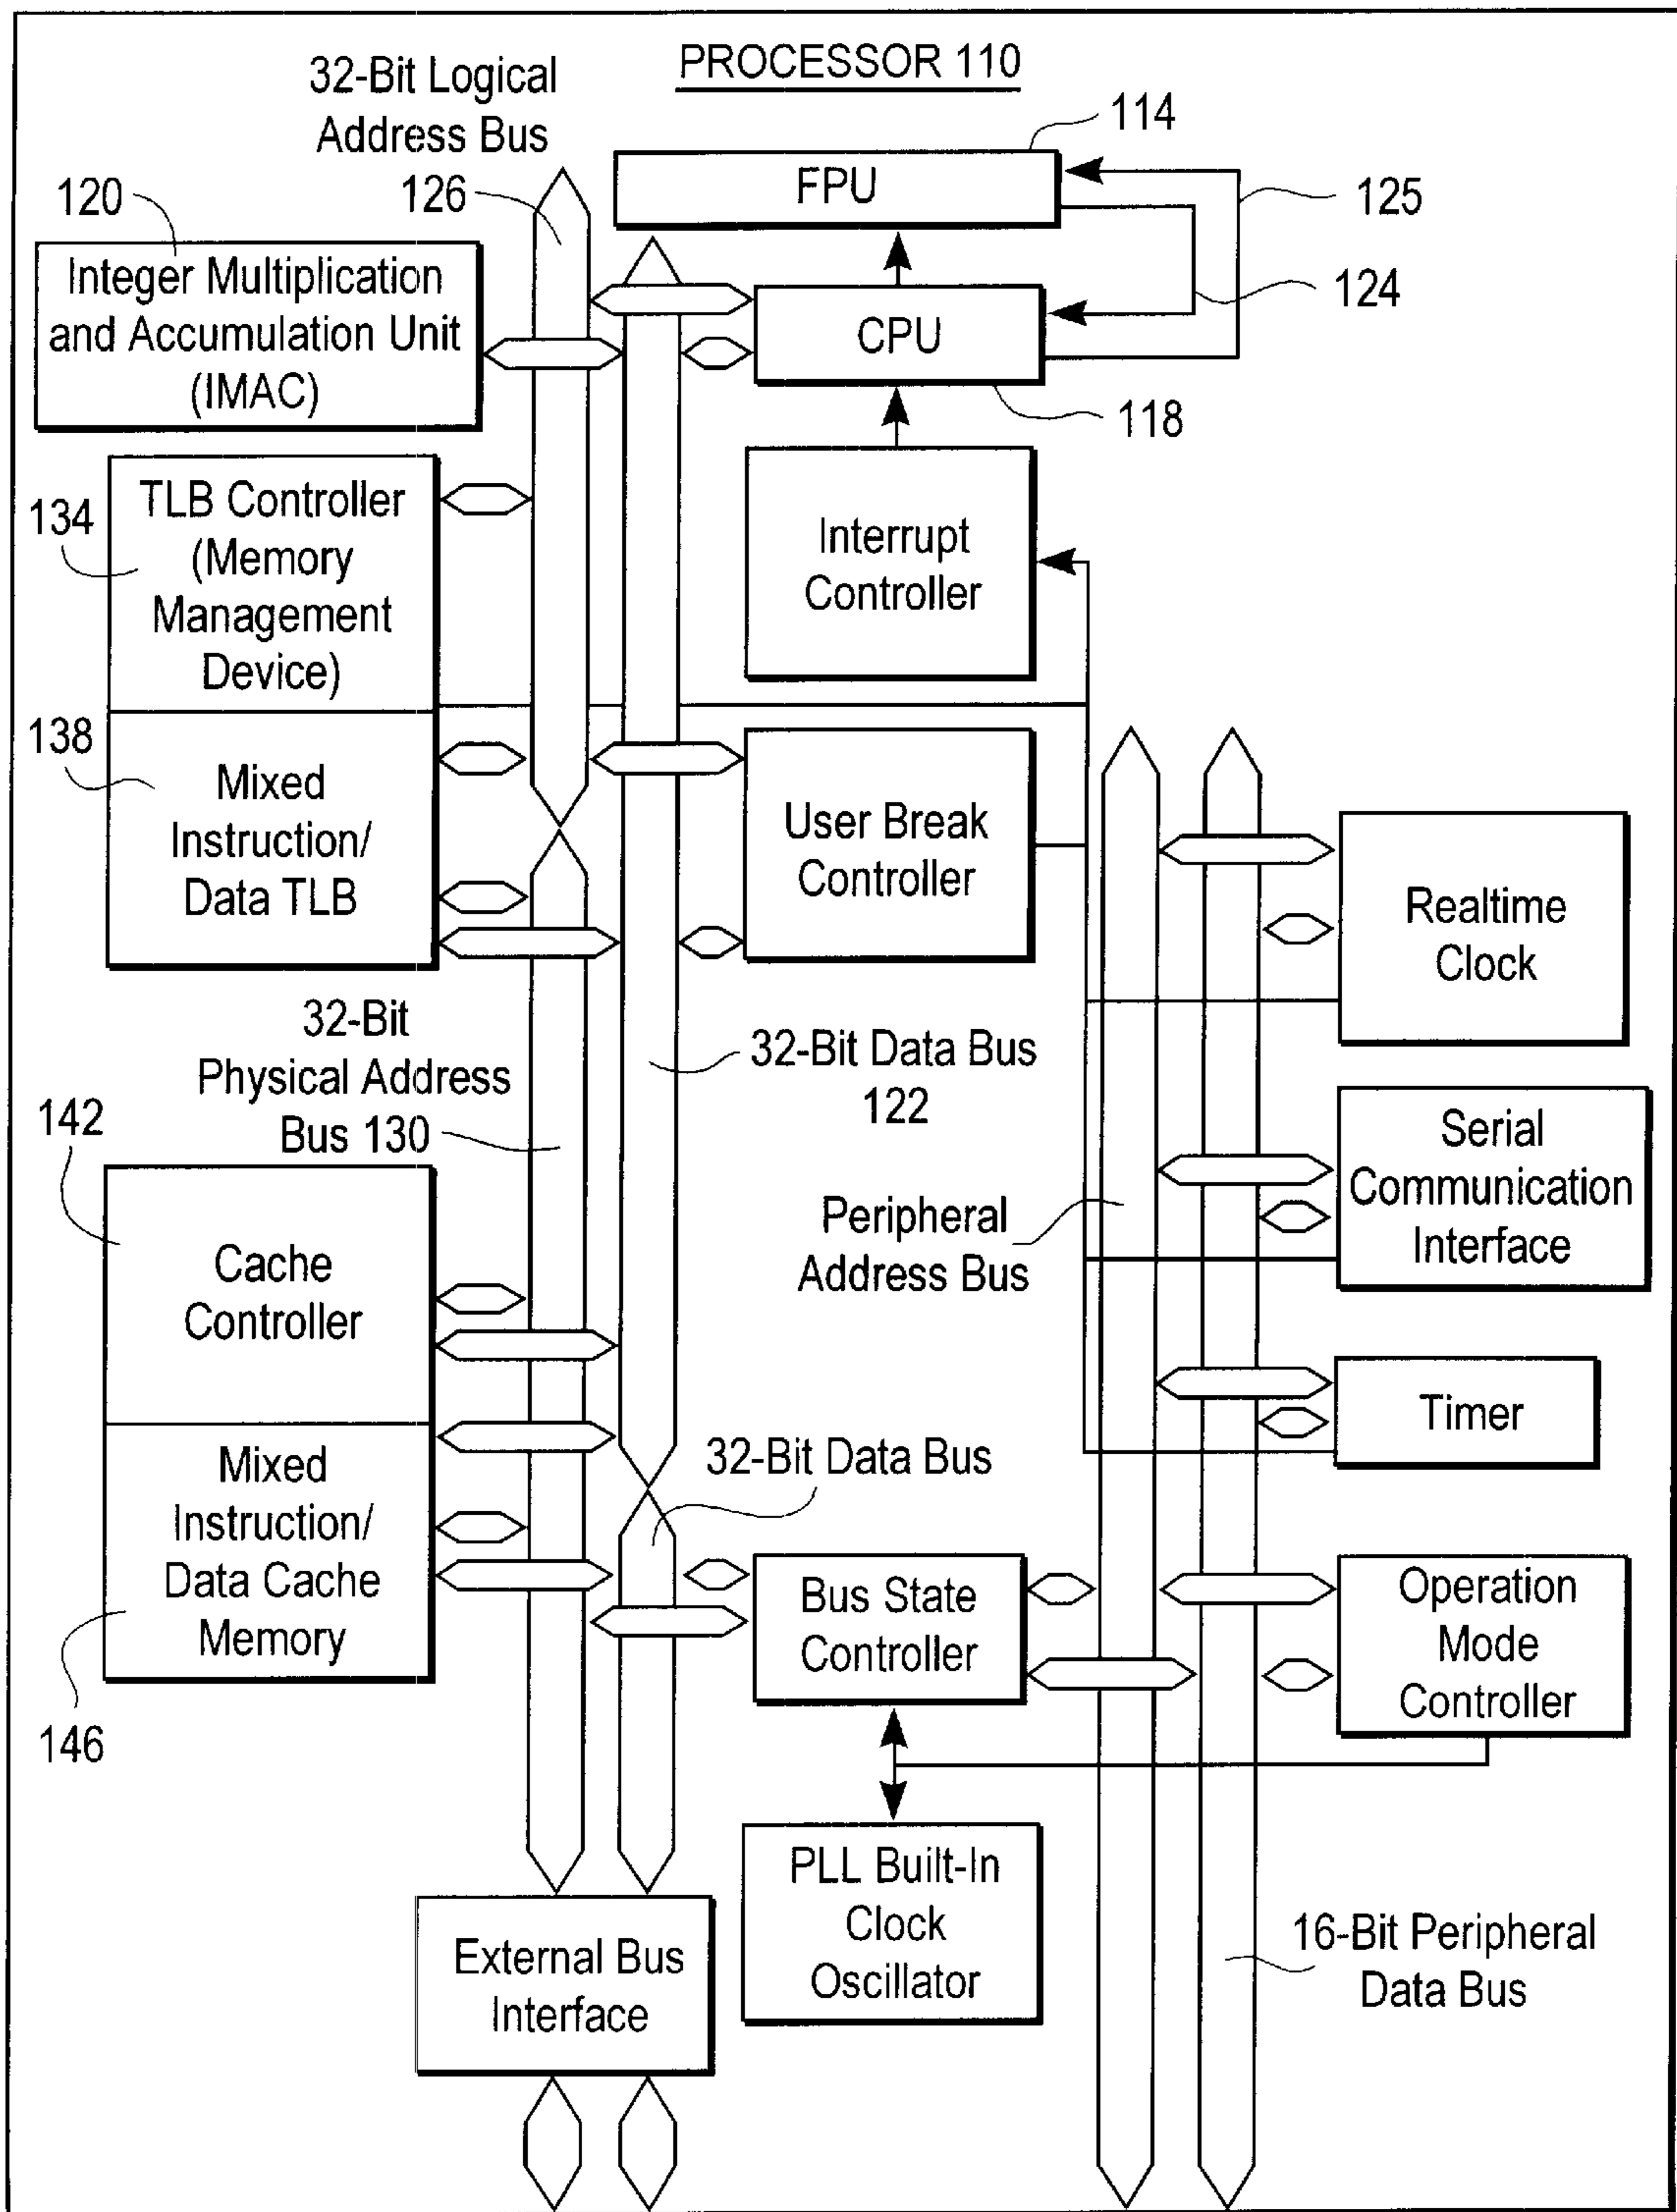 PROCESSOR 110
32-Bit Logical
Address Bus
126
114
FPU
125
124
120
Integer Multiplication
and Accumulation Unit
(IMAC)
CPU
118
134
TLB Controller
(Memory
Management
Device)
Interrupt
Controller
138
Mixed
Instruction/
Data TLB
User Break
Controller
Realtime
Clock
32-Bit
Physical Address
Bus 130
32-Bit Data Bus
122
142
Cache
Controller
Peripheral
Address Bus
Serial
Communication
Interface
Timer
32-Bit Data Bus
Mixed
Instruction/
Data Cache
Memory
146
Bus State
Controller
Operation
Mode
Controller
PLL Built-In
Clock
Oscillator
External Bus
Interface
16-Bit Peripheral
Data Bus